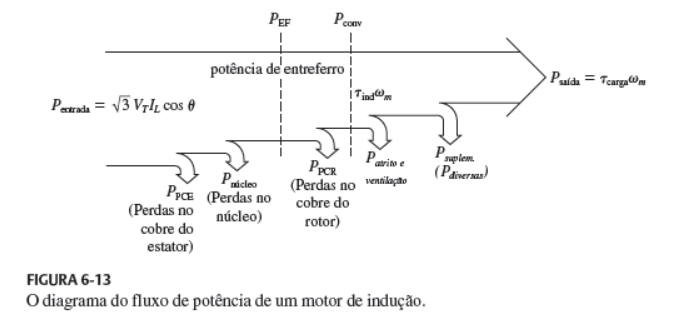 P_EF P_conv
potência de entreferro
P_entrada = √3 V_T I_L cos θ
τ_ind ω_m
P_saída = τ_carga ω_m
P_PCE
(Perdas no
cobre do
estator)
P_núcleo
(Perdas no
núcleo)
P_PCR
(Perdas no
cobre do
rotor)
P_atrito e
ventilação
P_suplem.
(P_diversas)
FIGURA 6-13
O diagrama do fluxo de potência de um motor de indução.